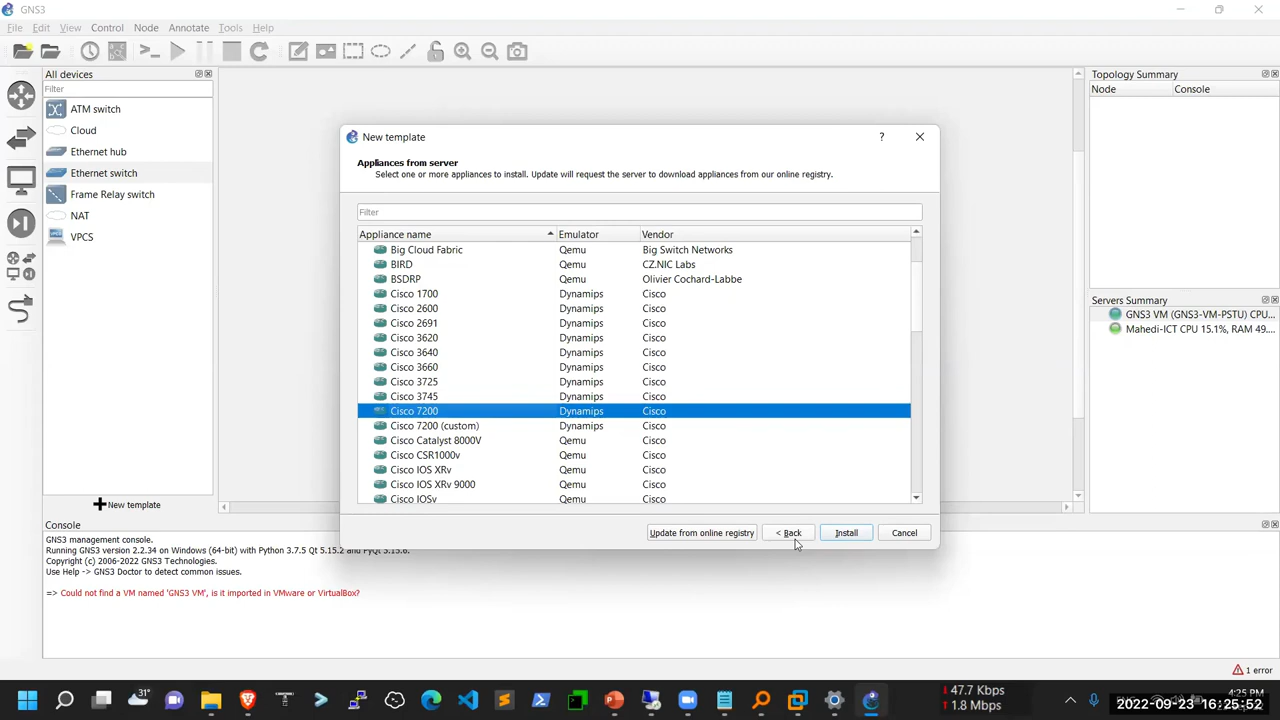 GNS3
File Edit View Control Node Annotate Tools Help
All devices
Filter
ATM switch
Cloud
Ethernet hub
Ethernet switch
Frame Relay switch
NAT
VPCS
New template
New template
Appliances from server
Select one or more appliances to install. Update will request the server to download appliances from our online registry.
Filter
Appliance name Emulator Vendor
Big Cloud Fabric Qemu Big Switch Networks
BIRD Qemu CZ.NIC Labs
BSDRP Qemu Olivier Cochard-Labbe
Cisco 1700 Dynamips Cisco
Cisco 2600 Dynamips Cisco
Cisco 2691 Dynamips Cisco
Cisco 3620 Dynamips Cisco
Cisco 3640 Dynamips Cisco
Cisco 3660 Dynamips Cisco
Cisco 3725 Dynamips Cisco
Cisco 3745 Dynamips Cisco
Cisco 7200 Dynamips Cisco
Cisco 7200 (custom) Dynamips Cisco
Cisco Catalyst 8000V Qemu Cisco
Cisco CSR1000v Qemu Cisco
Cisco IOS XRv Qemu Cisco
Cisco IOS XRv 9000 Qemu Cisco
Cisco IOSv Qemu Cisco
Update from online registry < Back Install Cancel
Topology Summary
Node Console
Servers Summary
GNS3 VM (GNS3-VM-PSTU) CPU...
Mahedi-ICT CPU 15.1%, RAM 49....
Console
GNS3 management console.
Running GNS3 version 2.2.34 on Windows (64-bit) with Python 3.7.5 Qt 5.15.2 and PyQt 5.15.6.
Copyright (c) 2006-2022 GNS3 Technologies.
Use Help -> GNS3 Doctor to detect common issues.
=> Could not find a VM named 'GNS3 VM', is it imported in VMware or VirtualBox?
1 error
31°
47.7 Kbps
1.8 Mbps
4:25 PM
2022-09-23 16:25:52